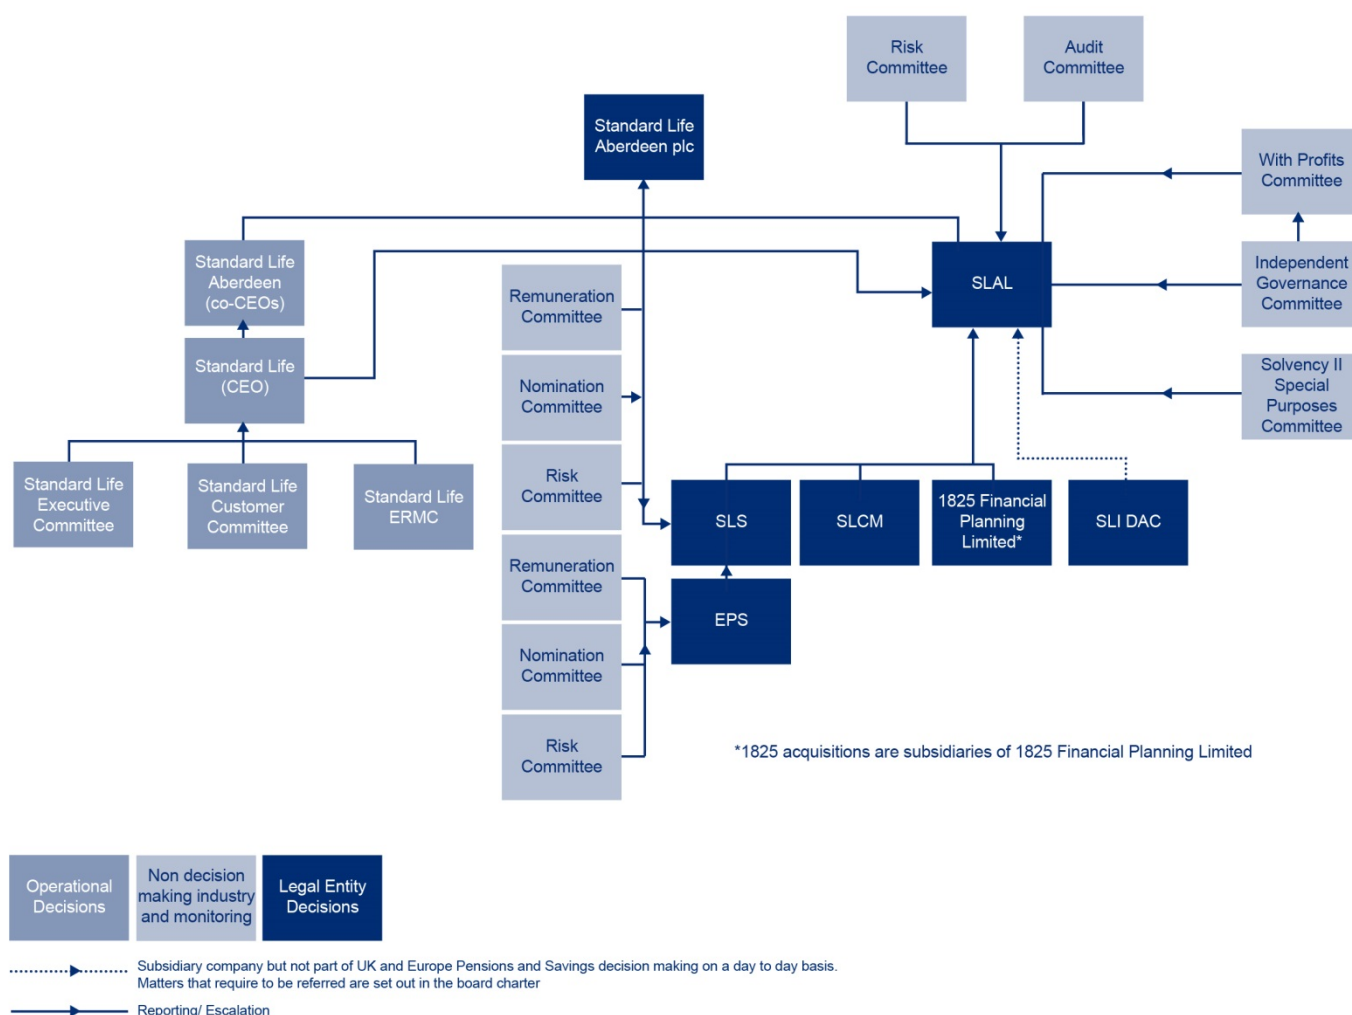 Risk
Committee
Audit
Committee
Standard Life
Aberdeen plc
With Profits
Committee
Standard Life
Aberdeen
(co-CEOs)
Remuneration
Committee
SLAL
Independent
Governance
Committee
Standard Life
(CEO)
Nomination
Committee
Solvency II
Special
Purposes
Committee
Standard Life
Executive
Committee
Standard Life
Customer
Committee
Standard Life
ERMC
Risk
Committee
SLS
SLCM
1825 Financial
Planning
Limited*
SLI DAC
Remuneration
Committee
EPS
Nomination
Committee
Risk
Committee
*1825 acquisitions are subsidiaries of 1825 Financial Planning Limited
Operational
Decisions
Non decision
making industry
and monitoring
Legal Entity
Decisions
Subsidiary company but not part of UK and Europe Pensions and Savings decision making on a day to day basis.
Matters that require to be referred are set out in the board charter
Reporting/ Escalation